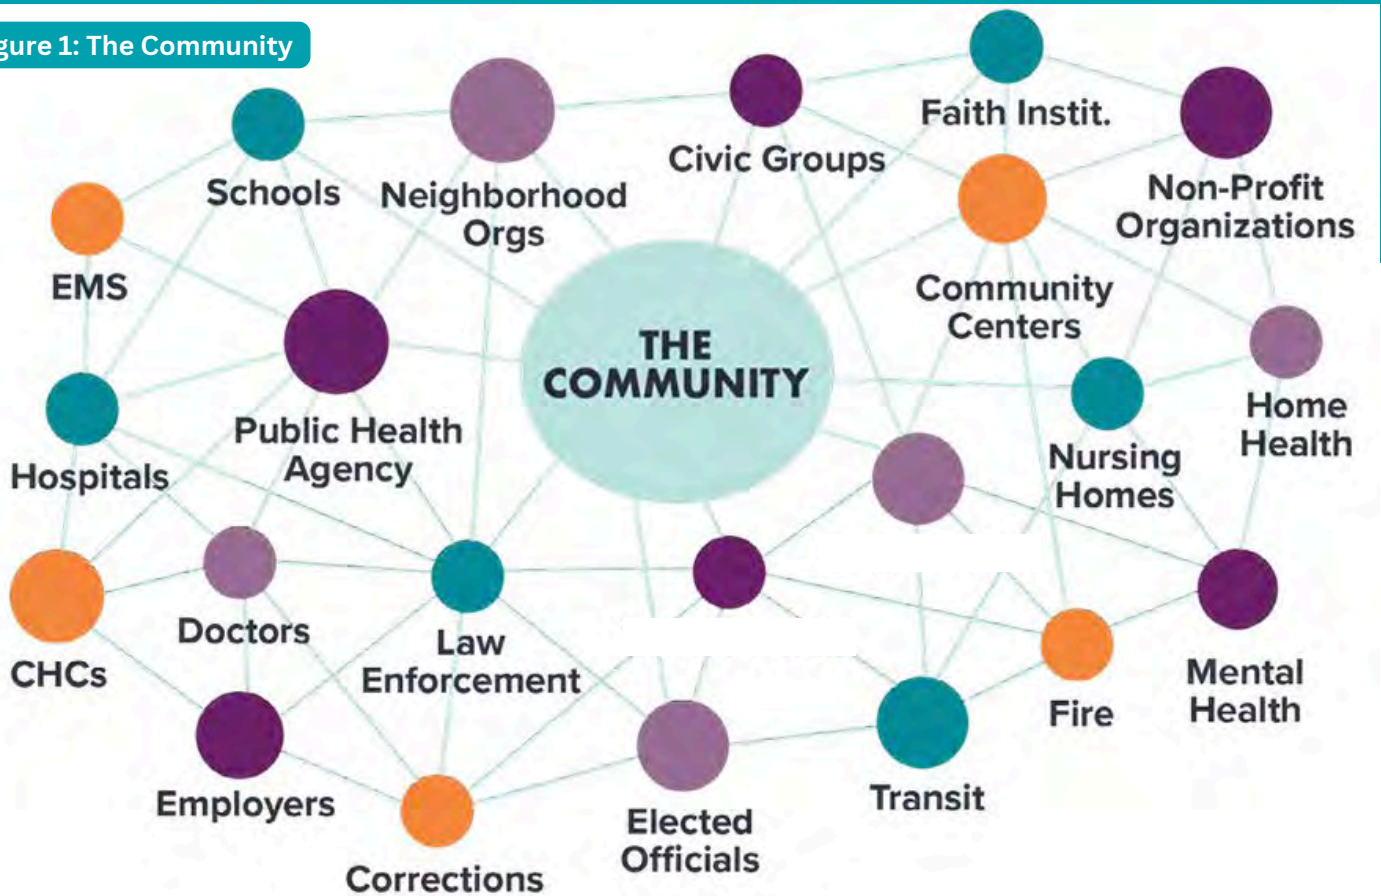 gure 1: The Community
Faith Instit.
Civic Groups
Schools
Neighborhood
Orgs
Non-Profit
Organizations
EMS
Community
Centers
THE
COMMUNITY
Home
Health
Public Health
Agency
Hospitals
Nursing
Homes
Doctors
Law
Enforcement
CHCs
Mental
Health
Fire
Employers
Transit
Elected
Officials
Corrections